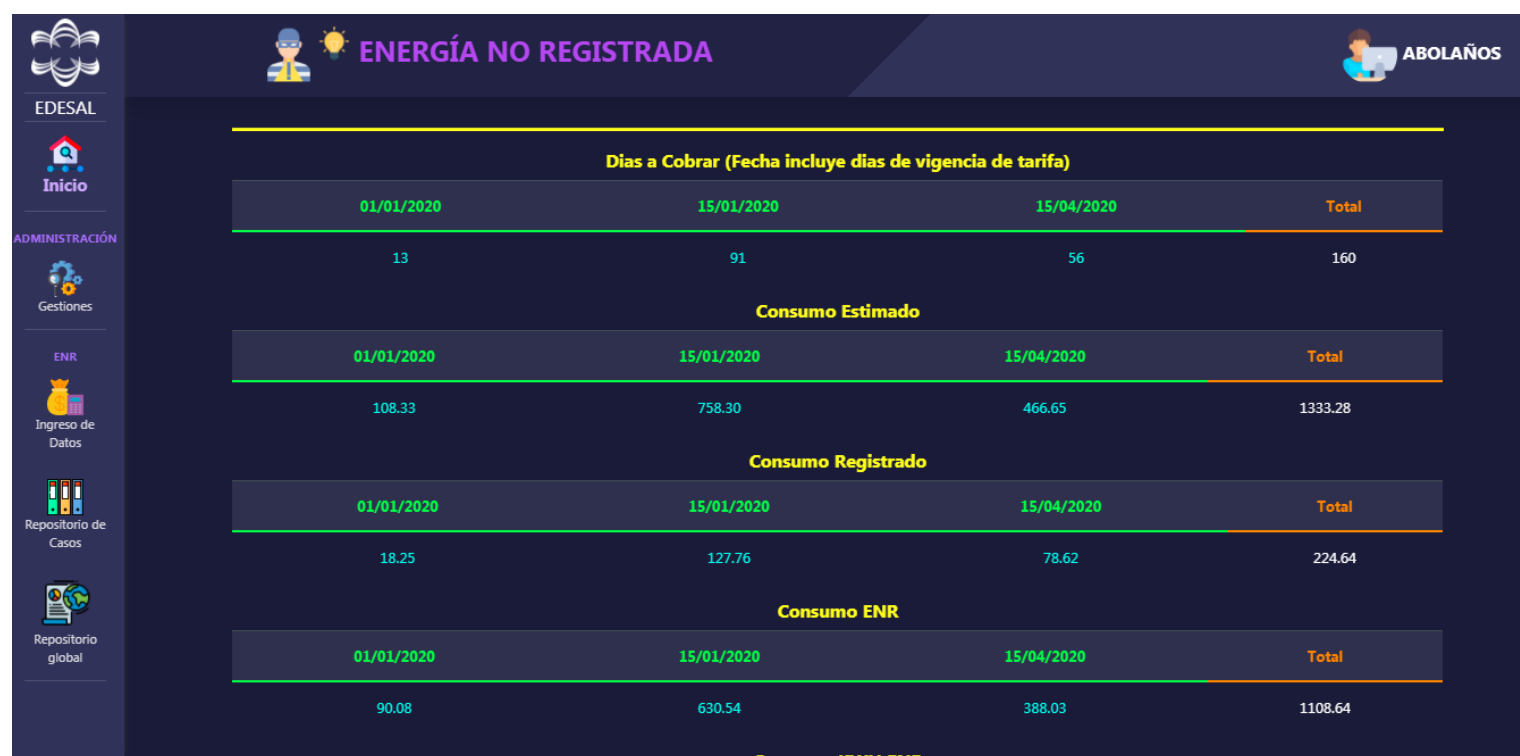 ENERGÍA NO REGISTRADA
ABOLAÑOS
EDESAL
Inicio
ADMINISTRACIÓN
Gestiones
ENR
Ingreso de
Datos
Repositorio de
Casos
Repositorio
global
Dias a Cobrar (Fecha incluye dias de vigencia de tarifa)
01/01/2020 15/01/2020 15/04/2020 Total
13 91 56 160
Consumo Estimado
01/01/2020 15/01/2020 15/04/2020 Total
108.33 758.30 466.65 1333.28
Consumo Registrado
01/01/2020 15/01/2020 15/04/2020 Total
18.25 127.76 78.62 224.64
Consumo ENR
01/01/2020 15/01/2020 15/04/2020 Total
90.08 630.54 388.03 1108.64